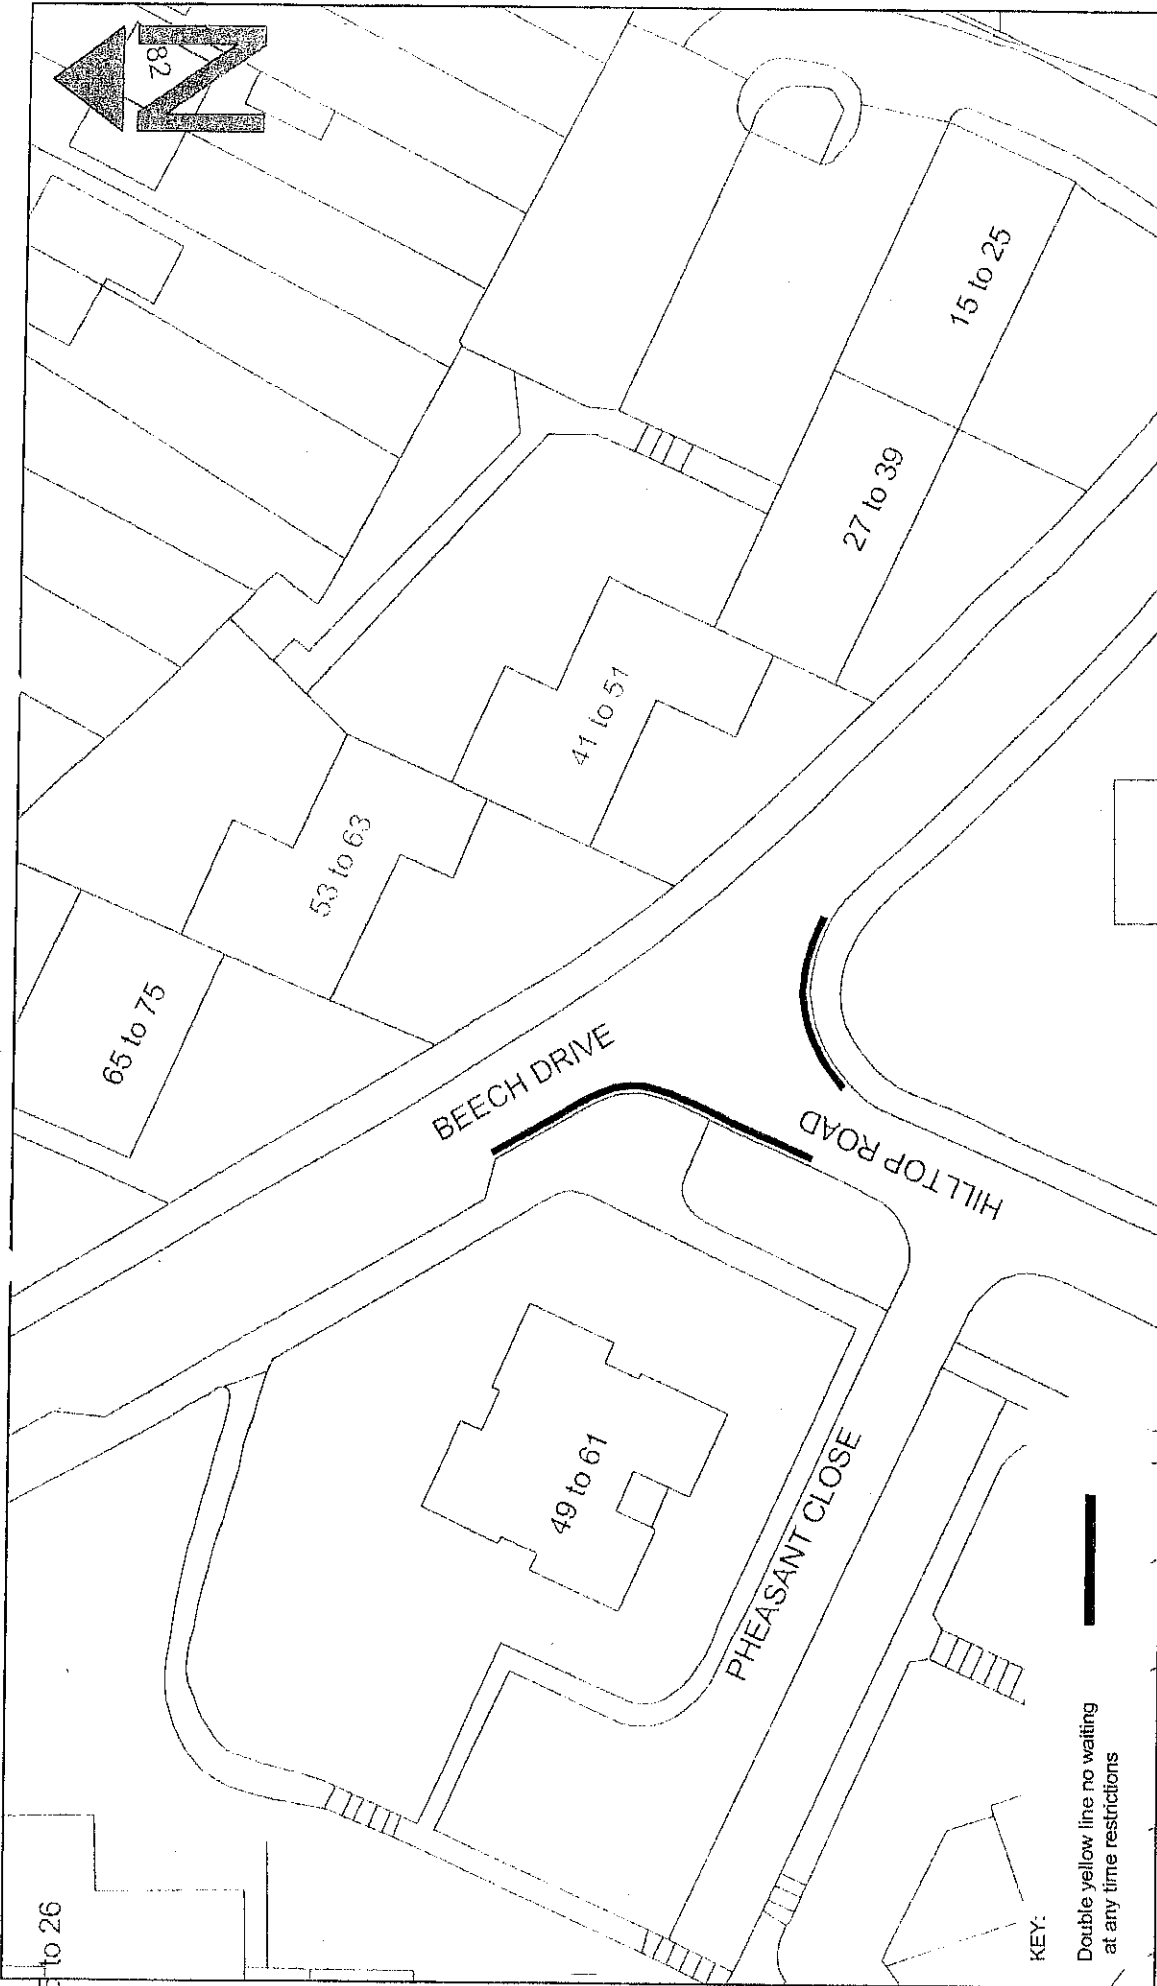 82
15 to 25
27 to 39
41 to 51
53 to 63
65 to 75
BEECH DRIVE
HILLTOP ROAD
49 to 61
PHEASANT CLOSE
to 26
KEY:
Double yellow line no waiting
at any time restrictions